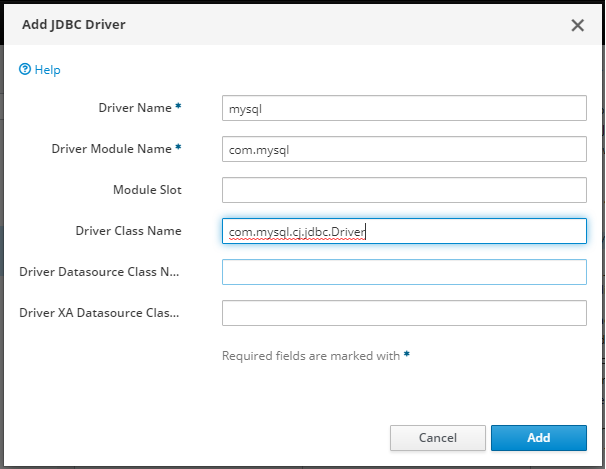 Add JDBC Driver
Help
Driver Name *
mysql
Driver Module Name *
com.mysql
Module Slot
Driver Class Name
com.mysql.cj.jdbc.Driver
Driver Datasource Class N...
Driver XA Datasource Clas...
Required fields are marked with *
Cancel
Add